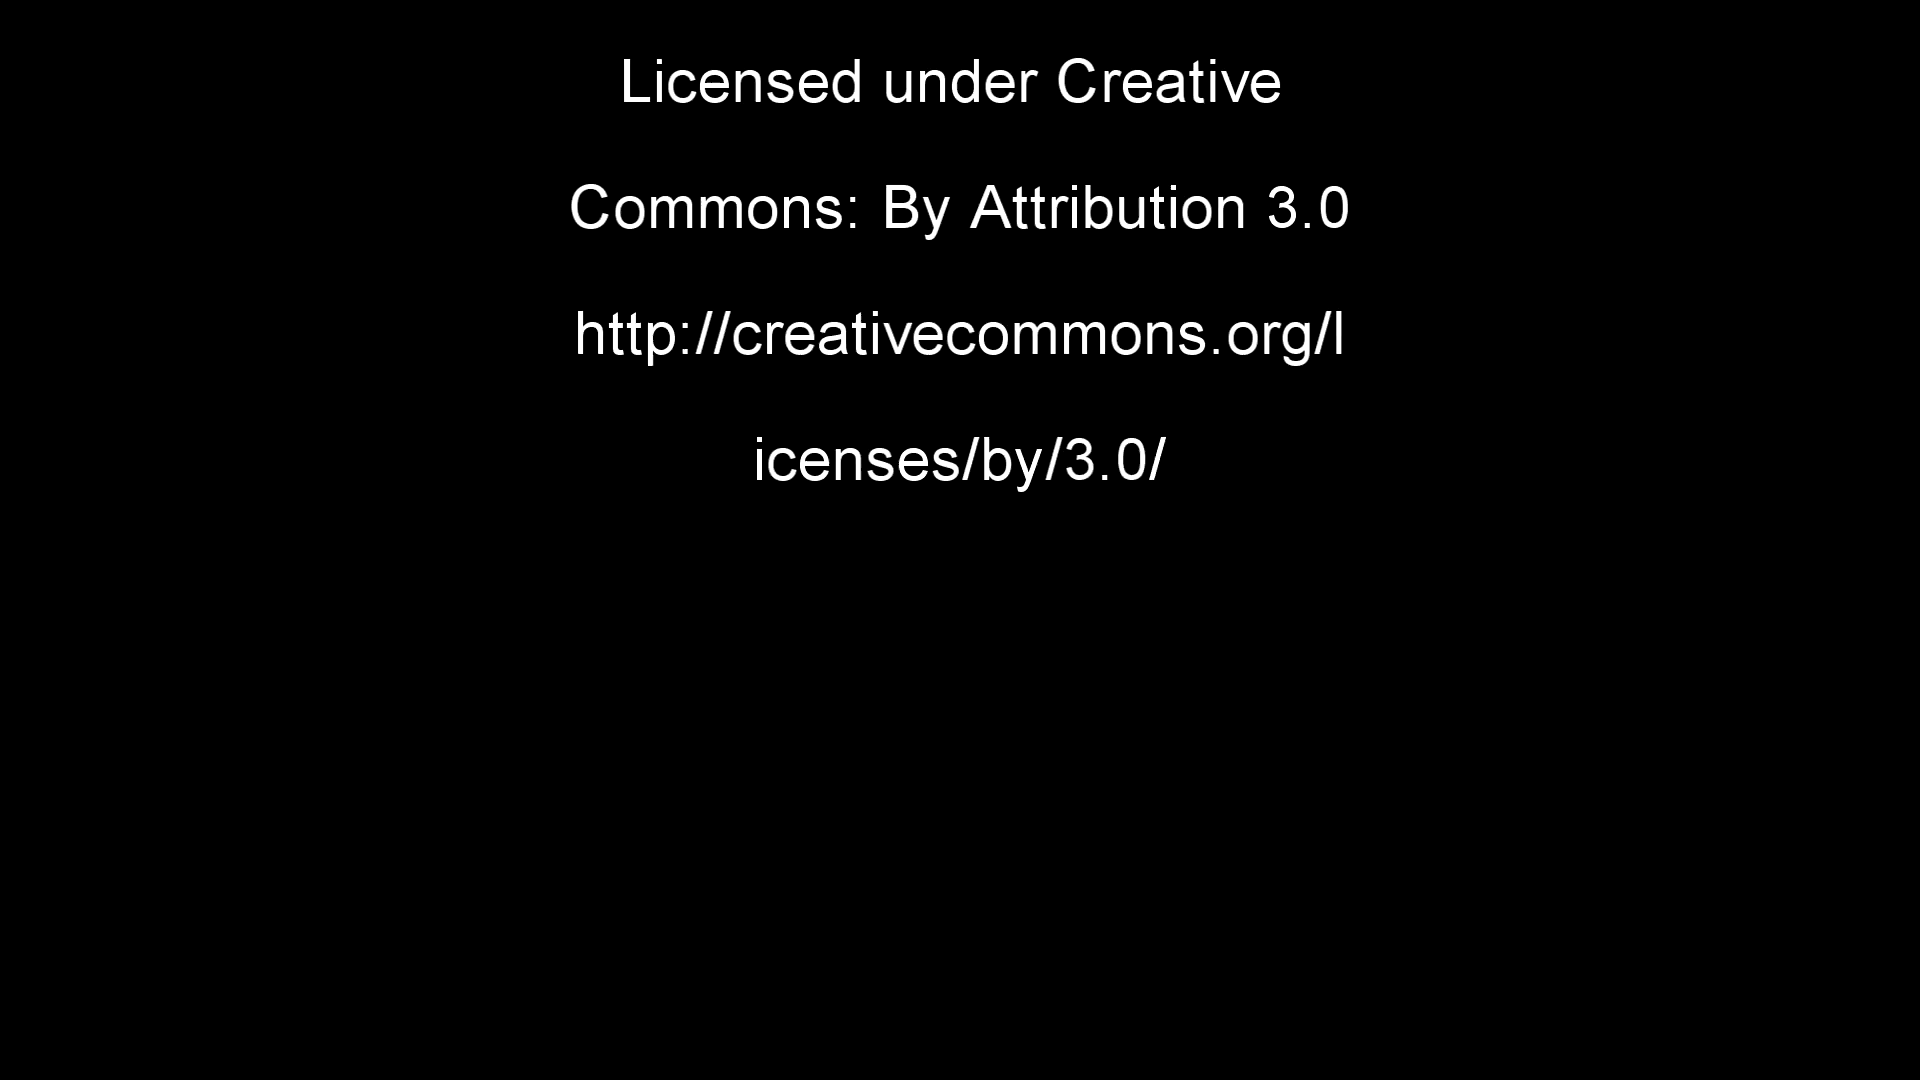 Licensed under Creative
Commons: By Attribution 3.0
http://creativecommons.org/l
icenses/by/3.0/